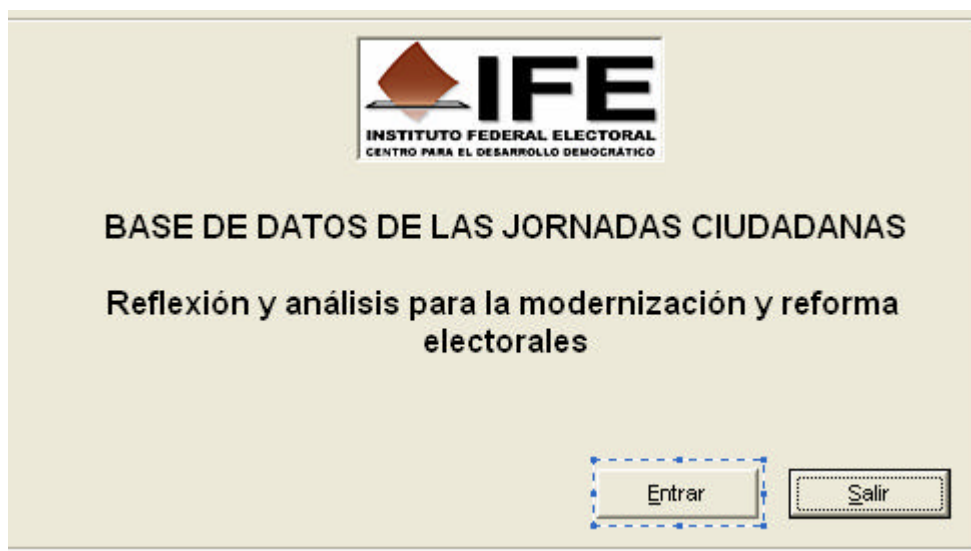 IFE
INSTITUTO FEDERAL ELECTORAL
CENTRO PARA EL DESARROLLO DEMOCRÁTICO
BASE DE DATOS DE LAS JORNADAS CIUDADANAS
Reflexión y análisis para la modernización y reforma
electorales
Entrar Salir